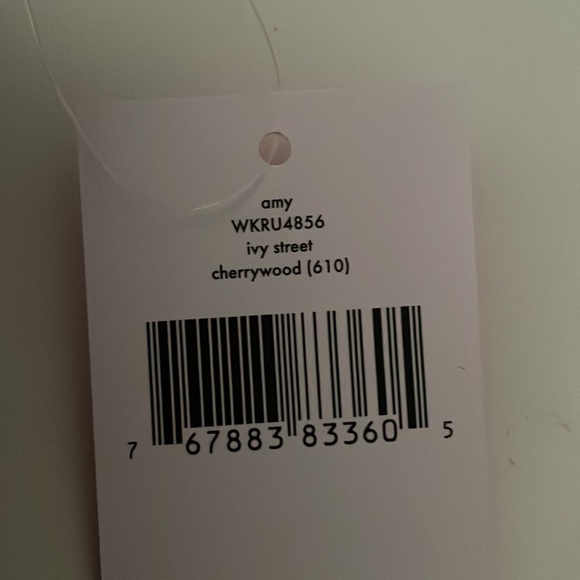 amy
WKRU4856
ivy street
cherrywood (610)
7 67883 83360 5